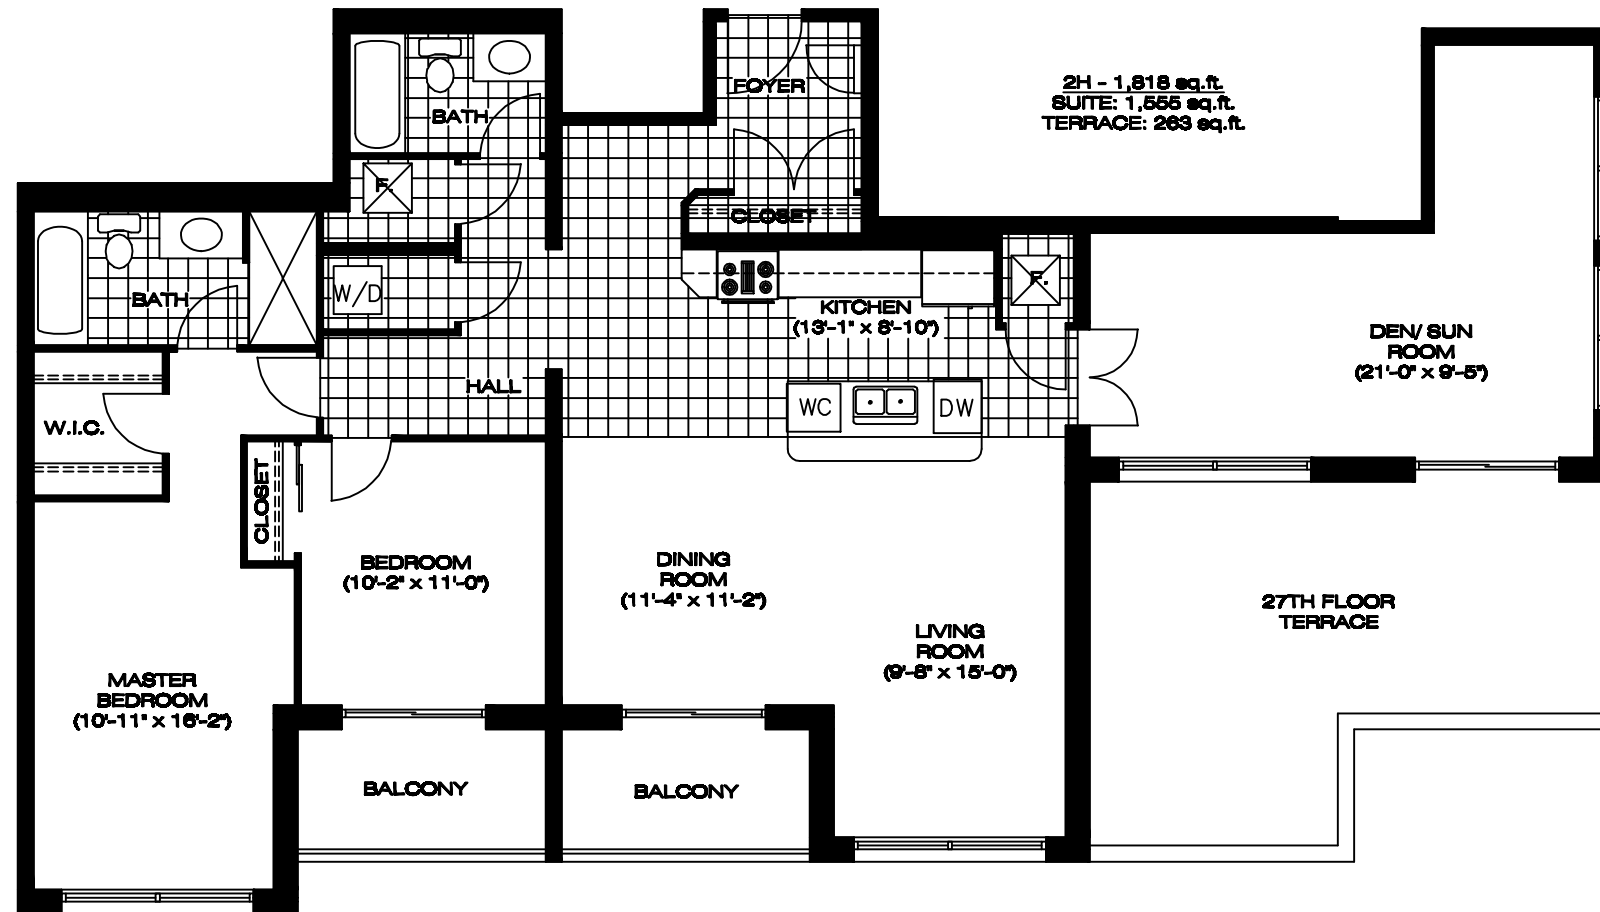 FOYER
2H - 1,818 sq.ft.
SUITE: 1,555 sq.ft.
TERRACE: 263 sq.ft.
BATH
F.
CLOSET
W/D
BATH
F.
KITCHEN
(13'-1" x 8'-10")
DEN/ SUN
ROOM
(21'-0" x 9'-5")
HALL
WC
DW
W.I.C.
CLOSET
BEDROOM
(10'-2" x 11'-0")
DINING
ROOM
(11'-4" x 11'-2")
LIVING
ROOM
(9'-8" x 15'-0")
27TH FLOOR
TERRACE
MASTER
BEDROOM
(10'-11" x 16'-2")
BALCONY
BALCONY